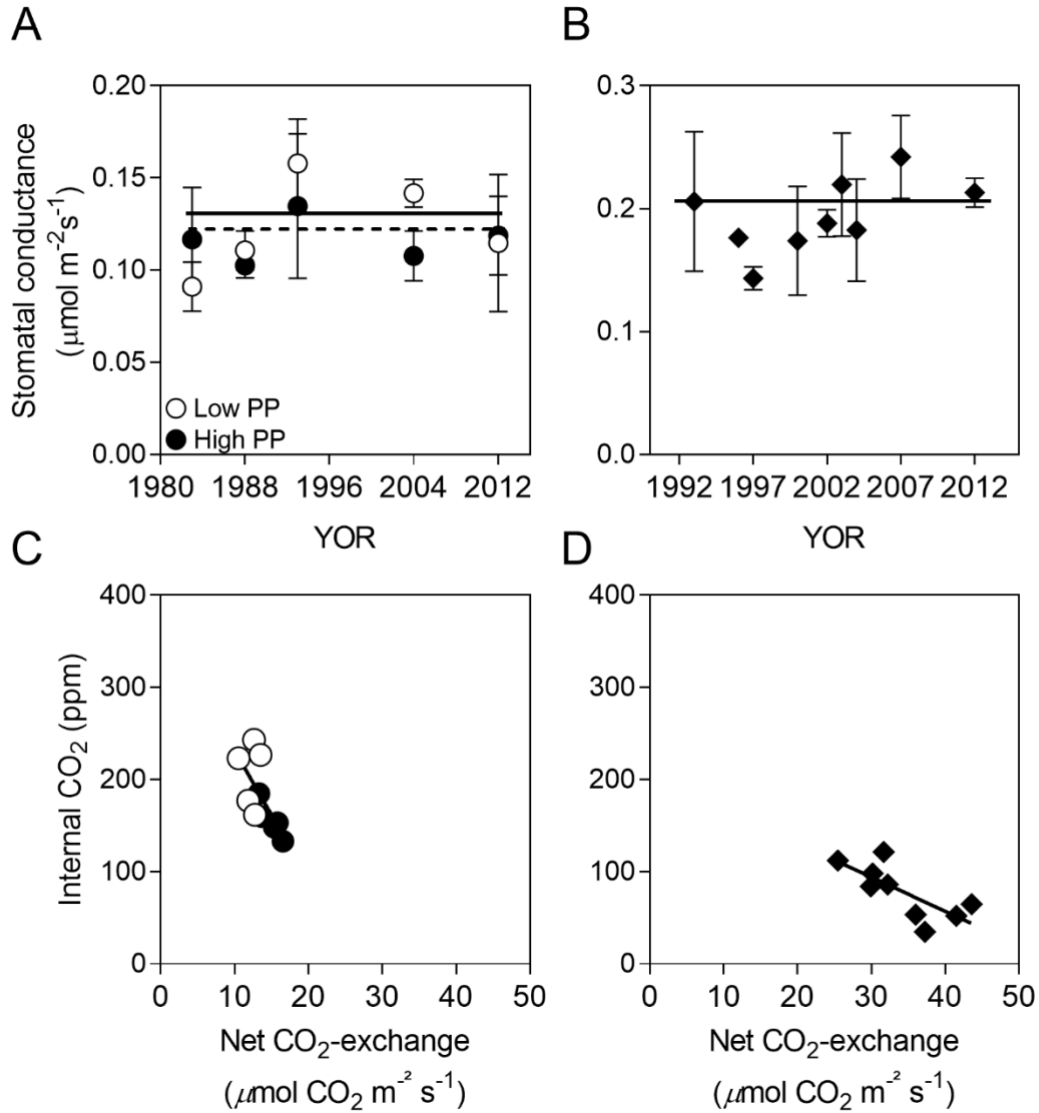 A
B
Stomatal conductance
(μmol m⁻²s⁻¹)
0.20
0.15
0.10
0.05
0.00
Low PP
High PP
1980 1988 1996 2004 2012
YOR
0.3
0.2
0.1
0.0
1992 1997 2002 2007 2012
YOR
C
D
Internal CO₂ (ppm)
400
300
200
100
0
0 10 20 30 40 50
Net CO₂-exchange
(μmol CO₂ m⁻² s⁻¹)
400
300
200
100
0
0 10 20 30 40 50
Net CO₂-exchange
(μmol CO₂ m⁻² s⁻¹)